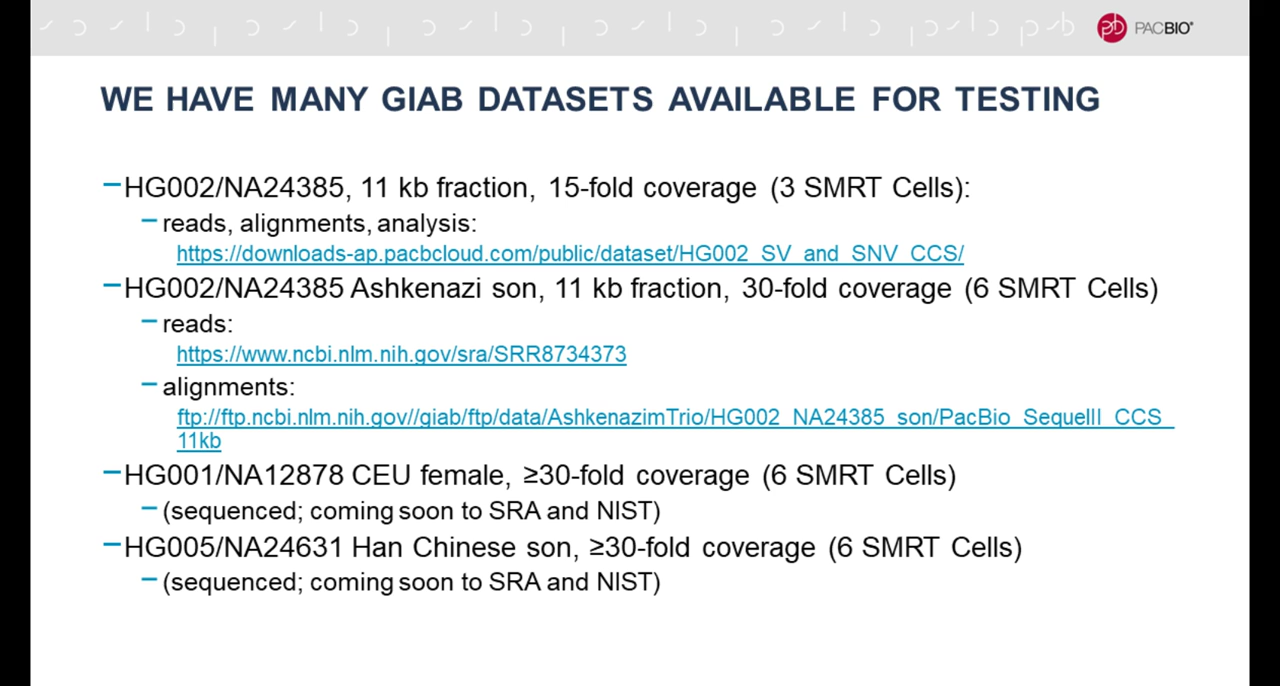 PACBIO®
WE HAVE MANY GIAB DATASETS AVAILABLE FOR TESTING
–HG002/NA24385, 11 kb fraction, 15-fold coverage (3 SMRT Cells):
– reads, alignments, analysis:
https://downloads-ap.pacbcloud.com/public/dataset/HG002_SV_and_SNV_CCS/
–HG002/NA24385 Ashkenazi son, 11 kb fraction, 30-fold coverage (6 SMRT Cells)
– reads:
https://www.ncbi.nlm.nih.gov/sra/SRR8734373
– alignments:
ftp://ftp.ncbi.nlm.nih.gov//giab/ftp/data/AshkenazimTrio/HG002_NA24385_son/PacBio_SequelII_CCS_
11kb
–HG001/NA12878 CEU female, ≥30-fold coverage (6 SMRT Cells)
– (sequenced; coming soon to SRA and NIST)
–HG005/NA24631 Han Chinese son, ≥30-fold coverage (6 SMRT Cells)
– (sequenced; coming soon to SRA and NIST)